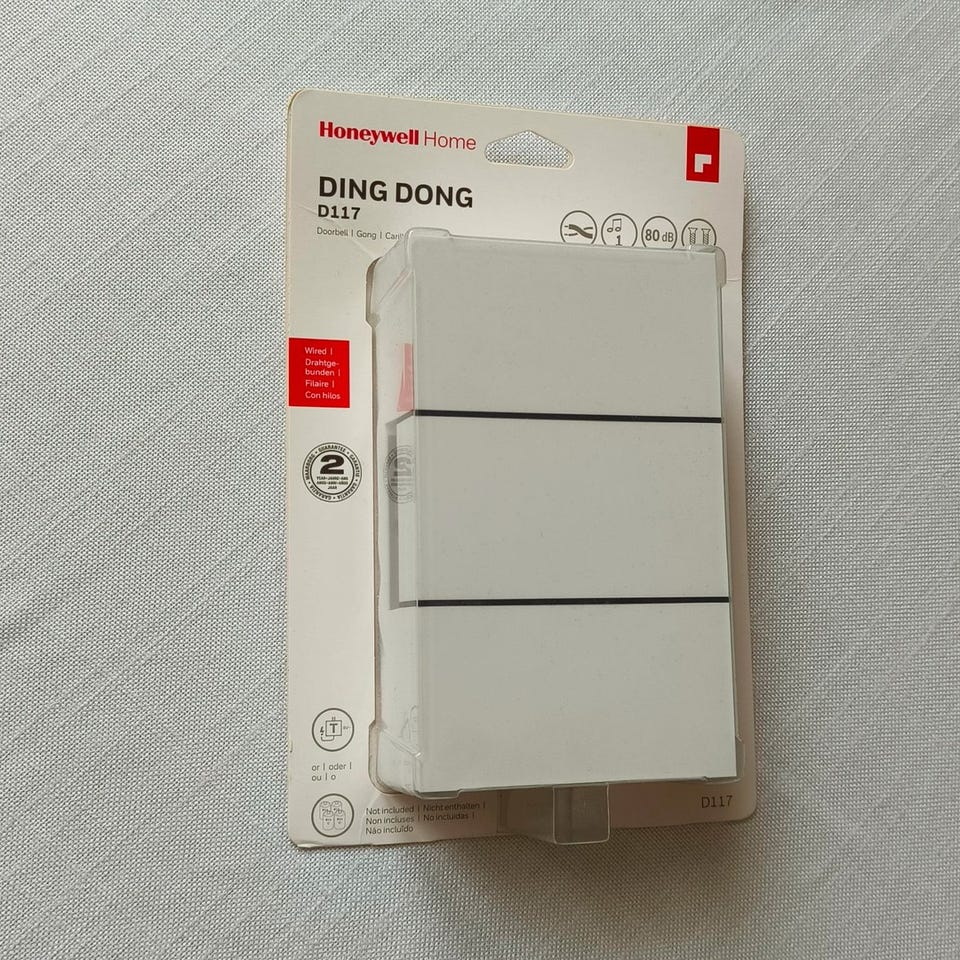 Honeywell Home
DING DONG
D117
Doorbell | Gong |
1
80 dB
Wired |
Drahtge-
bunden |
Filaire |
Con hilos
2
T
or | oder |
ou | o
Not included | Nicht enthalten |
Non incluses | No incluidas |
Não incluído
D117